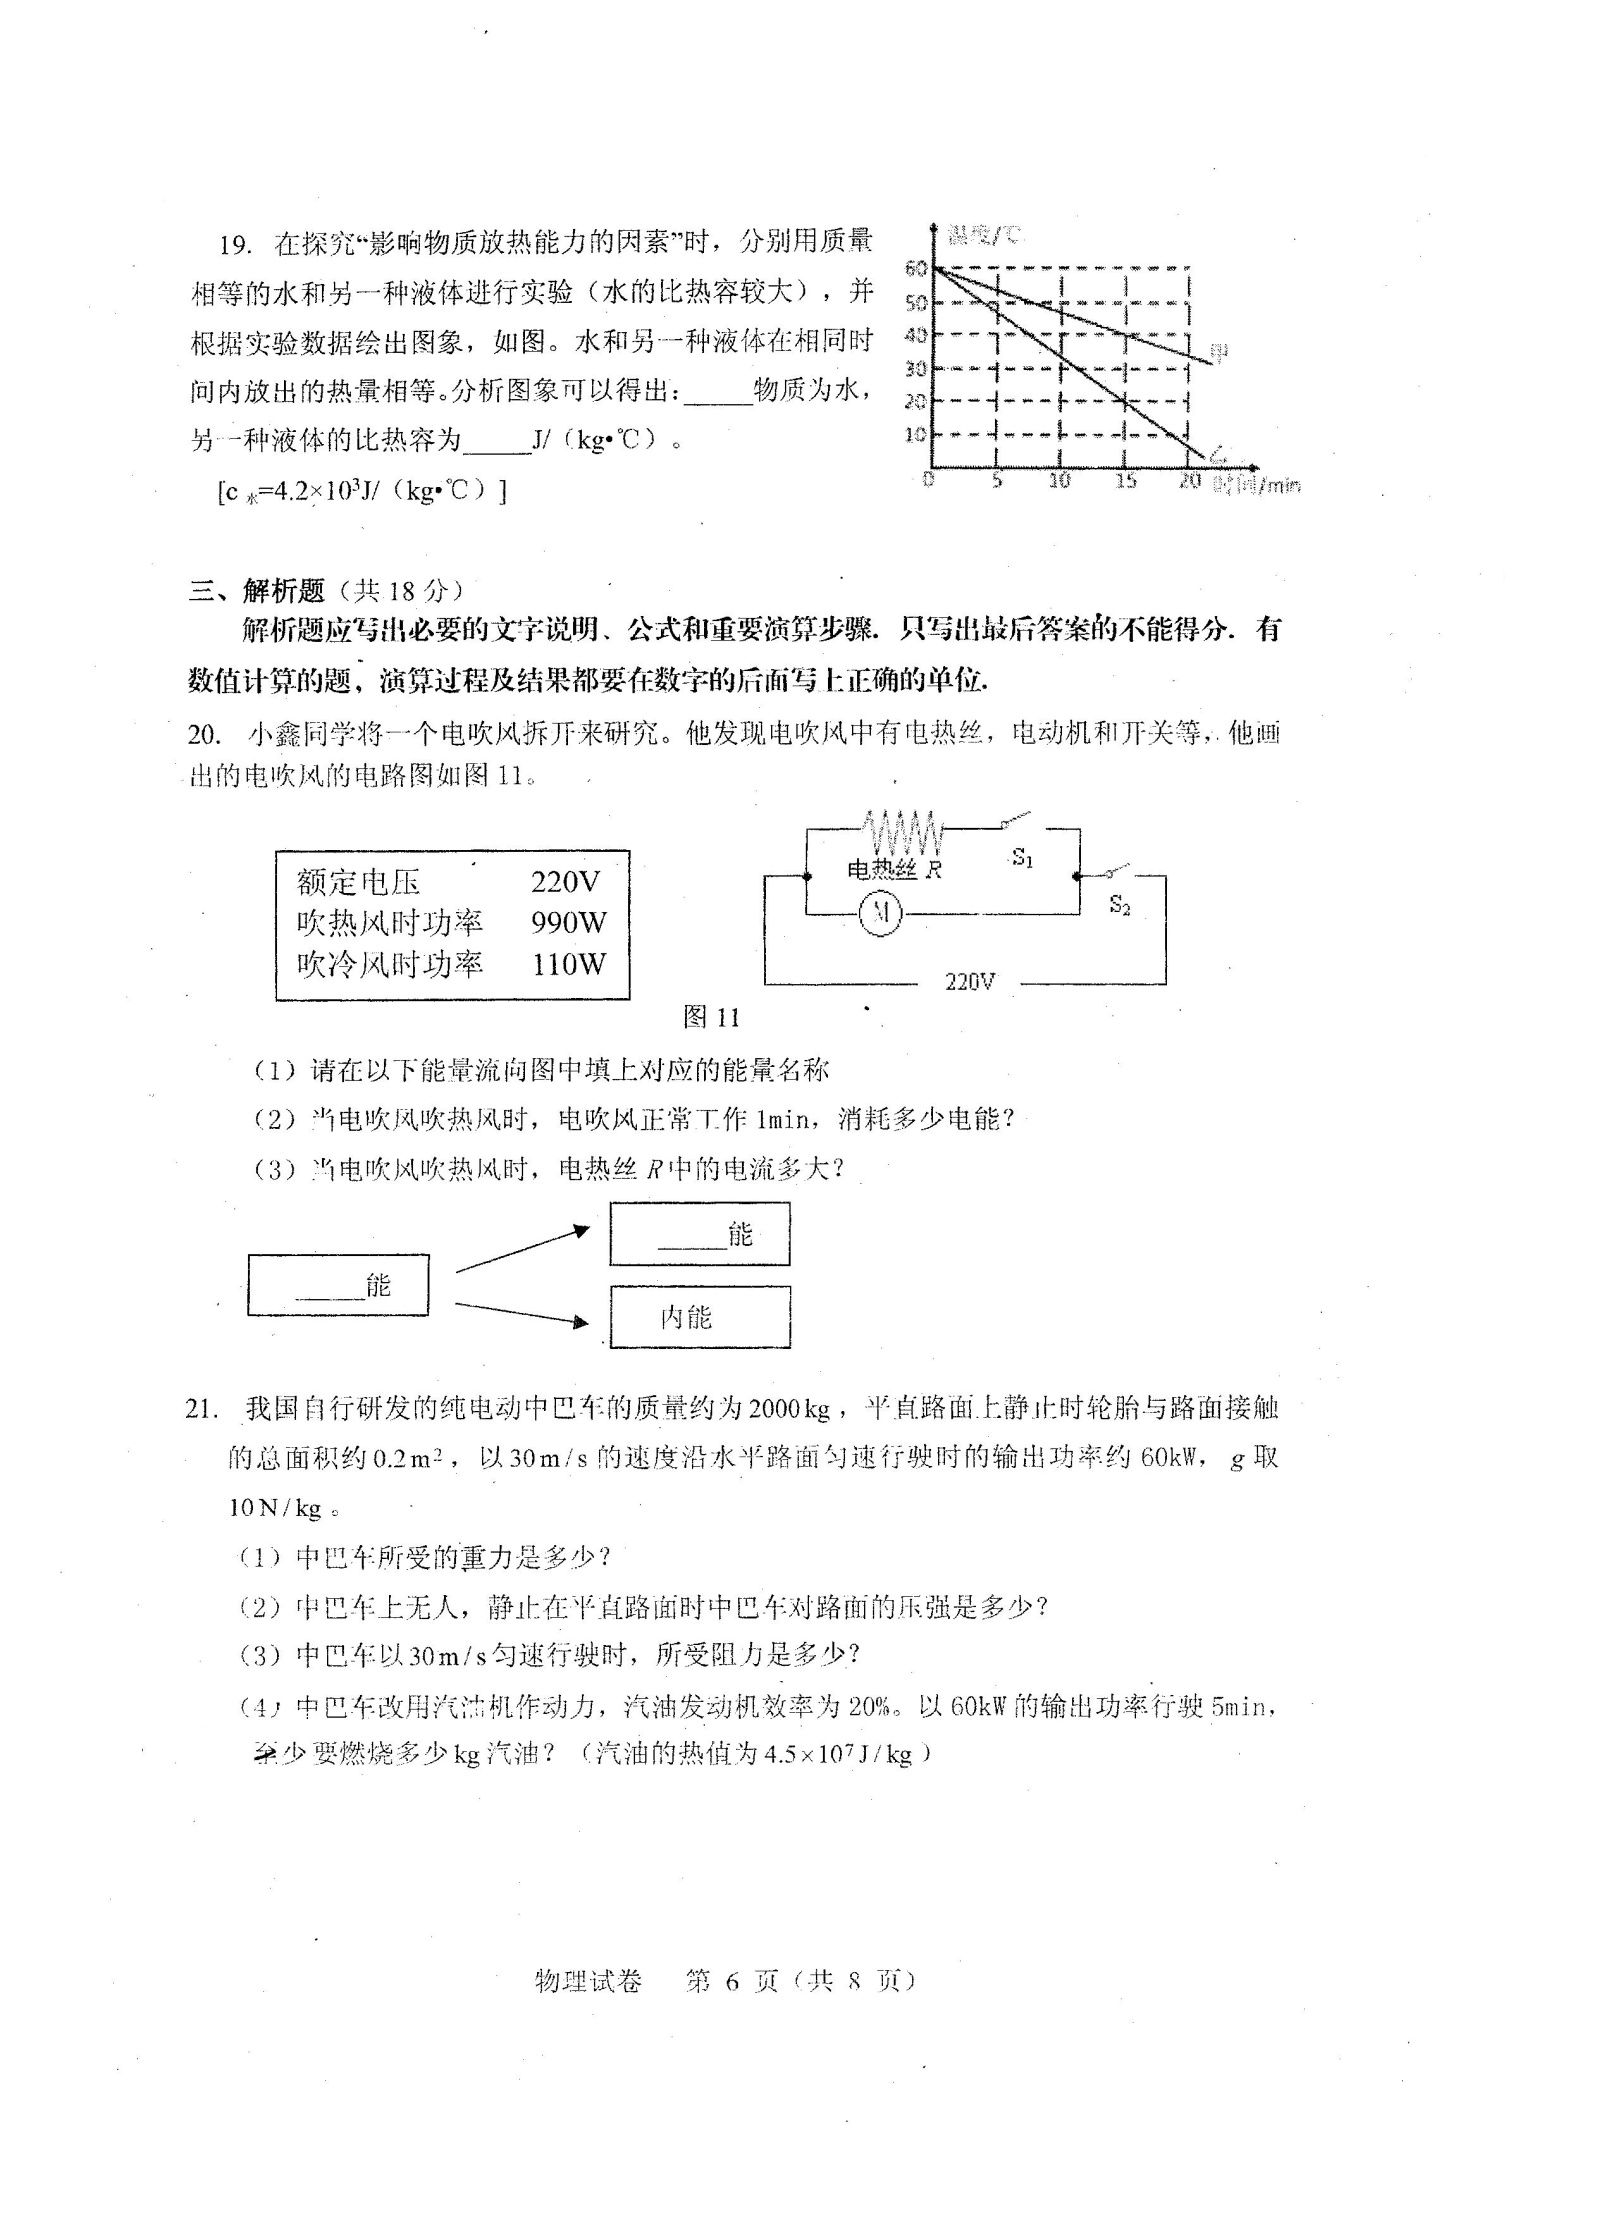 19. 在探究“影响物质放热能力的因素”时，分别用质量
相等的水和另一种液体进行实验（水的比热容较大），并
根据实验数据绘出图象，如图。水和另一种液体在相同时
间内放出的热量相等。分析图象可以得出：_____物质为水，
另一种液体的比热容为_____J/（kg•℃）。
[c水=4.2×10³J/（kg•℃）]
温度/℃
60
50
40
30
20
10
0 5 10 15 20 时间/min
甲
乙
三、解析题（共 18 分）
解析题应写出必要的文字说明、公式和重要演算步骤．只写出最后答案的不能得分．有
数值计算的题，演算过程及结果都要在数字的后面写上正确的单位．
20. 小鑫同学将一个电吹风拆开来研究。他发现电吹风中有电热丝，电动机和开关等，他画
出的电吹风的电路图如图 11。
额定电压 220V
吹热风时功率 990W
吹冷风时功率 110W
电热丝 R
S₁
M
S₂
220V
图 11
（1）请在以下能量流向图中填上对应的能量名称
（2）当电吹风吹热风时，电吹风正常工作 1min，消耗多少电能？
（3）当电吹风吹热风时，电热丝 R中的电流多大？
_____能
_____能
内能
21. 我国自行研发的纯电动中巴车的质量约为2000kg，平直路面上静止时轮胎与路面接触
的总面积约0.2m²，以30m/s的速度沿水平路面匀速行驶时的输出功率约 60kW，g取
10N/kg。
（1）中巴车所受的重力是多少？
（2）中巴车上无人，静止在平直路面时中巴车对路面的压强是多少？
（3）中巴车以30m/s匀速行驶时，所受阻力是多少？
（4）中巴车改用汽油机作动力，汽油发动机效率为 20%。以 60kW 的输出功率行驶 5min，
至少要燃烧多少kg汽油？（汽油的热值为4.5×10⁷J/kg）
物理试卷 第 6 页（共 8 页）